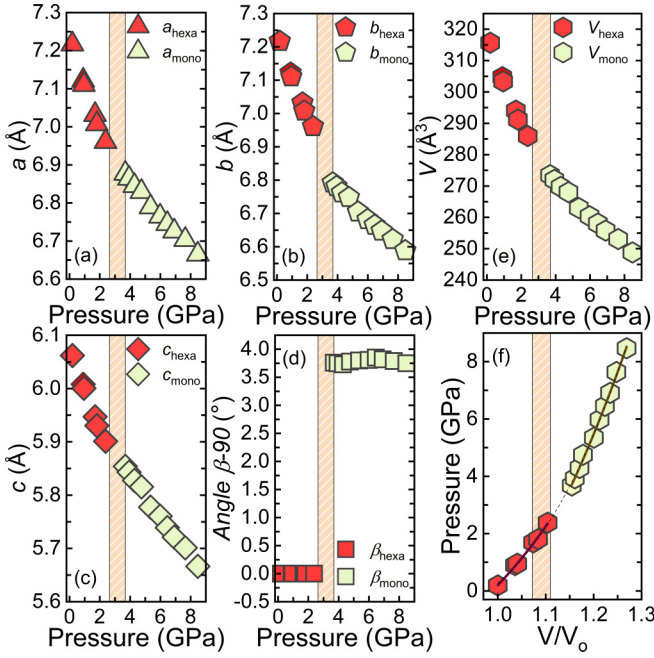 7.3
7.2
7.1
7.0
6.9
6.8
6.7
6.6
a (Å)
a_hexa
a_mono
(a)
0 2 4 6 8
Pressure (GPa)
7.3
7.2
7.1
7.0
6.9
6.8
6.7
6.6
6.5
b (Å)
b_hexa
b_mono
(b)
0 2 4 6 8
Pressure (GPa)
320
310
300
290
280
270
260
250
240
V (Å³)
V_hexa
V_mono
(e)
0 2 4 6 8
Pressure (GPa)
6.1
6.0
5.9
5.8
5.7
5.6
c (Å)
c_hexa
c_mono
(c)
0 2 4 6 8
Pressure (GPa)
4.0
3.5
3.0
2.5
2.0
1.5
1.0
0.5
0.0
-0.5
Angle β-90 (°)
(d)
β_hexa
β_mono
0 2 4 6 8
Pressure (GPa)
8
6
4
2
0
Pressure (GPa)
(f)
1.0 1.1 1.2 1.3
V/V_o